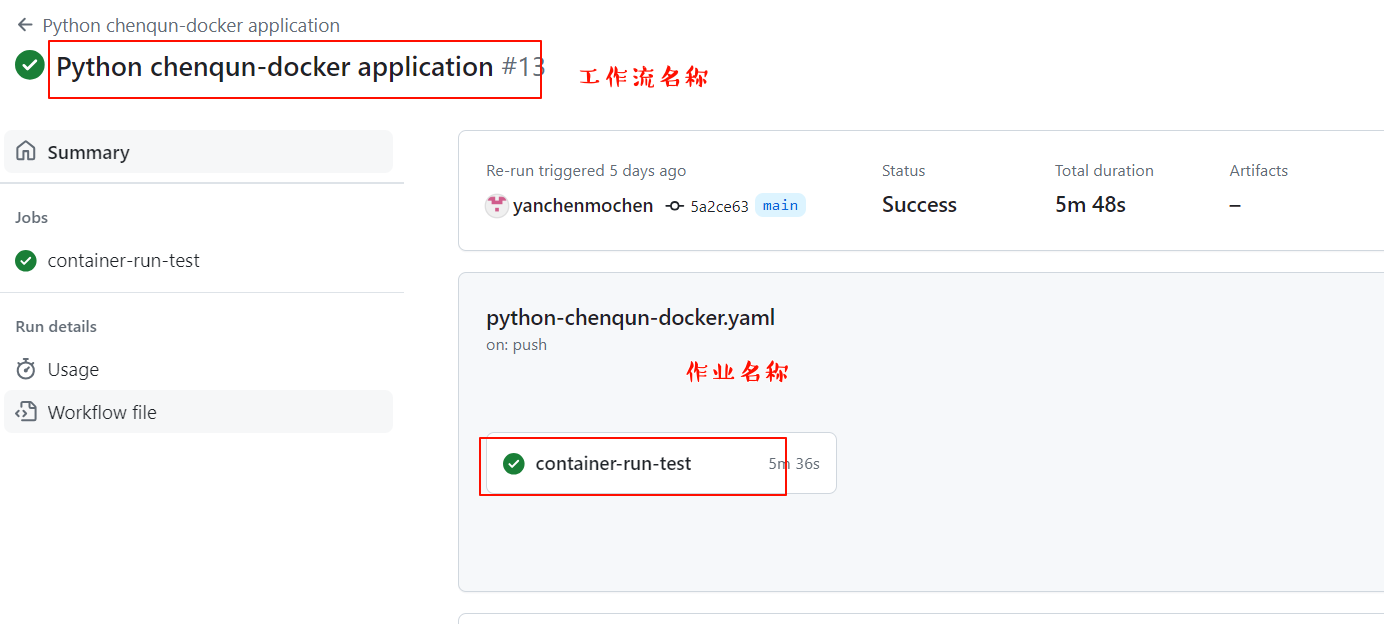 Python chenqun-docker application
Python chenqun-docker application #13
工作流名称
Summary
Jobs
container-run-test
Run details
Usage
Workflow file
Re-run triggered 5 days ago
yanchenmochen 5a2ce63 main
Status
Success
Total duration
5m 48s
Artifacts
–
python-chenqun-docker.yaml
on: push
作业名称
container-run-test 5m 36s